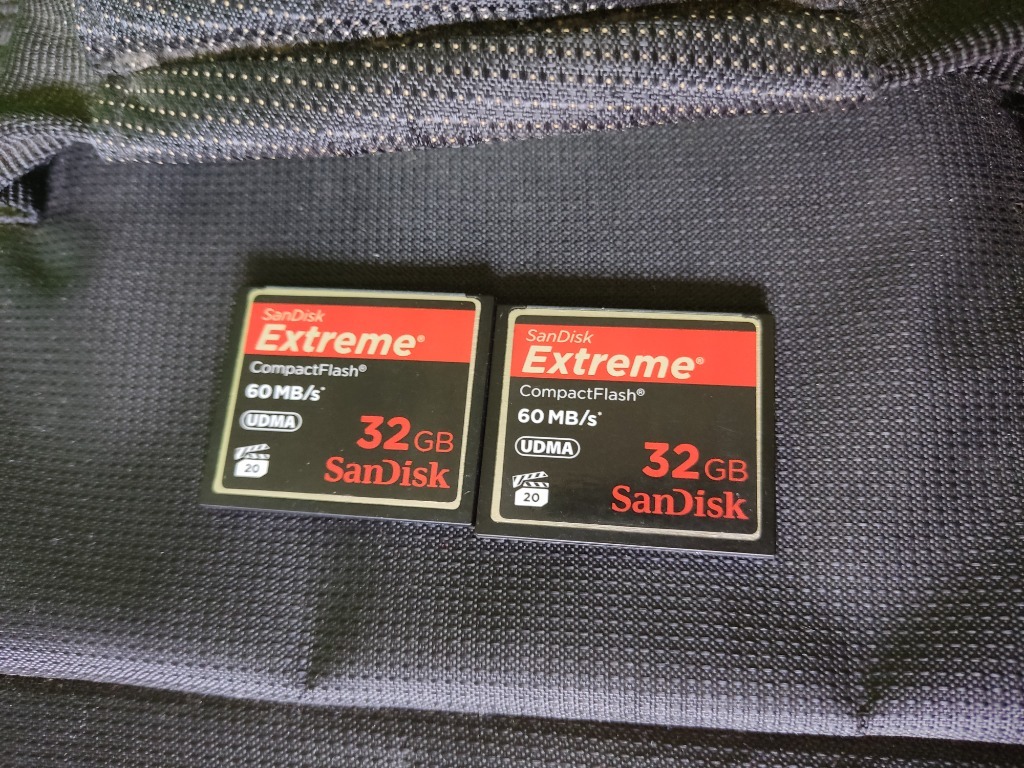 SanDisk
Extreme®
CompactFlash®
60 MB/s*
UDMA
32 GB
20
SanDisk
SanDisk
Extreme®
CompactFlash®
60 MB/s*
UDMA
32 GB
20
SanDisk